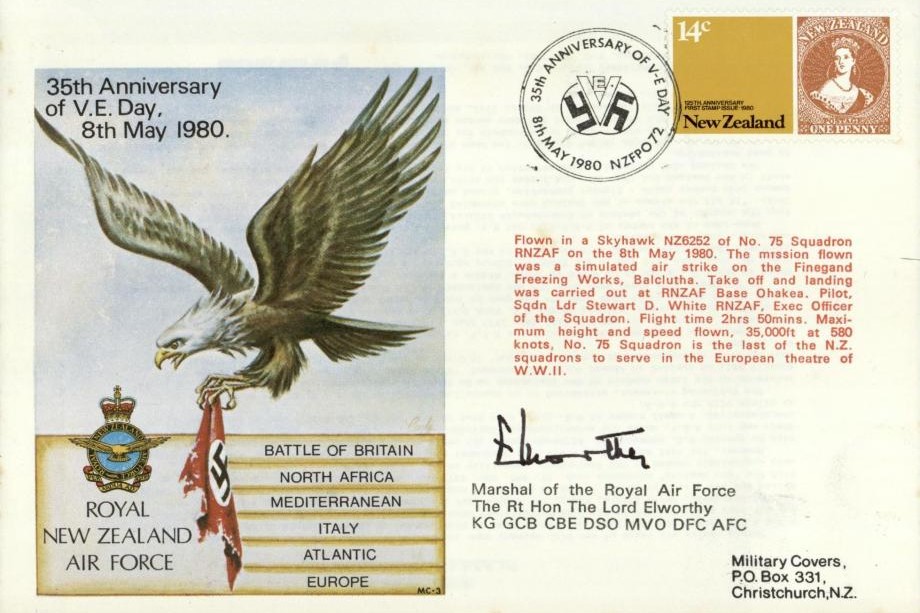 35th Anniversary
of V.E. Day,
8th May 1980.
35th ANNIVERSARY OF V-E DAY
VE
8th MAY 1980 NZFPO 72
14c
125TH ANNIVERSARY
FIRST STAMP ISSUE·1980
New Zealand
NEW ZEALAND
POSTAGE
ONE PENNY
Flown in a Skyhawk NZ6252 of No. 75 Squadron
RNZAF on the 8th May 1980. The mission flown
was a simulated air strike on the Finegand
Freezing Works, Balclutha. Take off and landing
was carried out at RNZAF Base Ohakea. Pilot,
Sqdn Ldr Stewart D. White RNZAF, Exec Officer
of the Squadron. Flight time 2hrs 50mins. Maxi-
mum height and speed flown, 35,000ft at 580
knots, No. 75 Squadron is the last of the N.Z.
squadrons to serve in the European theatre of
W.W.II.
ROYAL
NEW ZEALAND
AIR FORCE
BATTLE OF BRITAIN
NORTH AFRICA
MEDITERRANEAN
ITALY
ATLANTIC
EUROPE
MC-3
Elworthy
Marshal of the Royal Air Force
The Rt Hon The Lord Elworthy
KG GCB CBE DSO MVO DFC AFC
Military Covers,
P.O. Box 331,
Christchurch, N.Z.